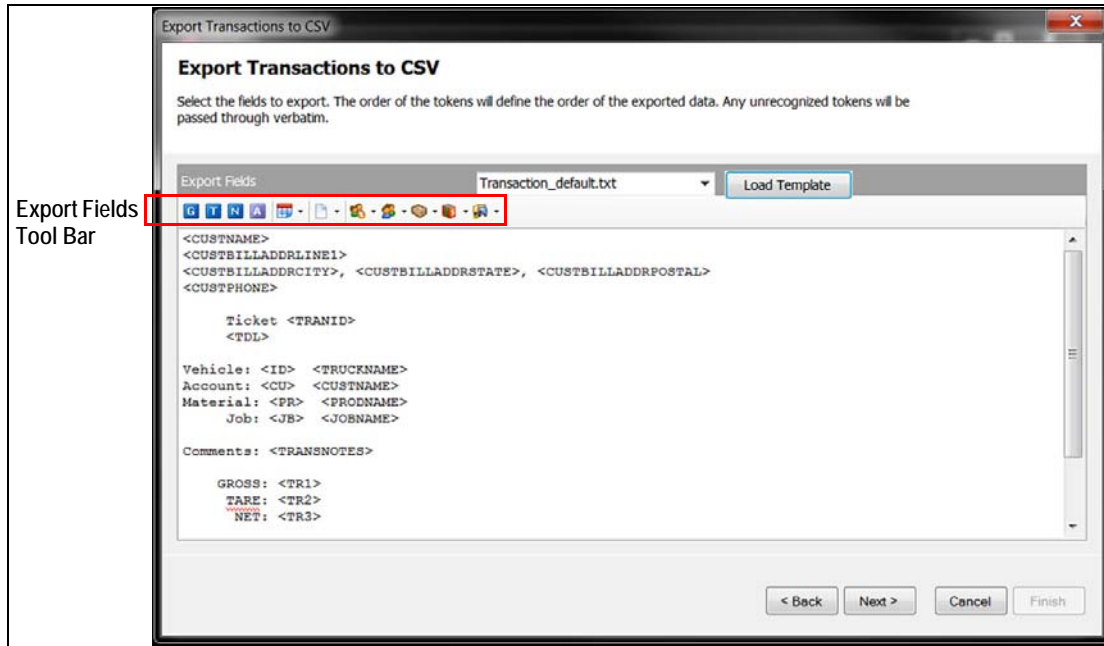 Export Transactions to CSV
X
Export Transactions to CSV
Select the fields to export. The order of the tokens will define the order of the exported data. Any unrecognized tokens will be
passed through verbatim.
Export Fields Transaction_default.txt Load Template
Export Fields
Tool Bar
G T N A
<CUSTNAME>
<CUSTBILLADDRLINE1>
<CUSTBILLADDRCITY>, <CUSTBILLADDRSTATE>, <CUSTBILLADDRPOSTAL>
<CUSTPHONE>
Ticket <TRANID>
<TDL>
Vehicle: <ID> <TRUCKNAME>
Account: <CU> <CUSTNAME>
Material: <PR> <PRODNAME>
Job: <JB> <JOBNAME>
Comments: <TRANSNOTES>
GROSS: <TR1>
TARE: <TR2>
NET: <TR3>
< Back Next > Cancel Finish